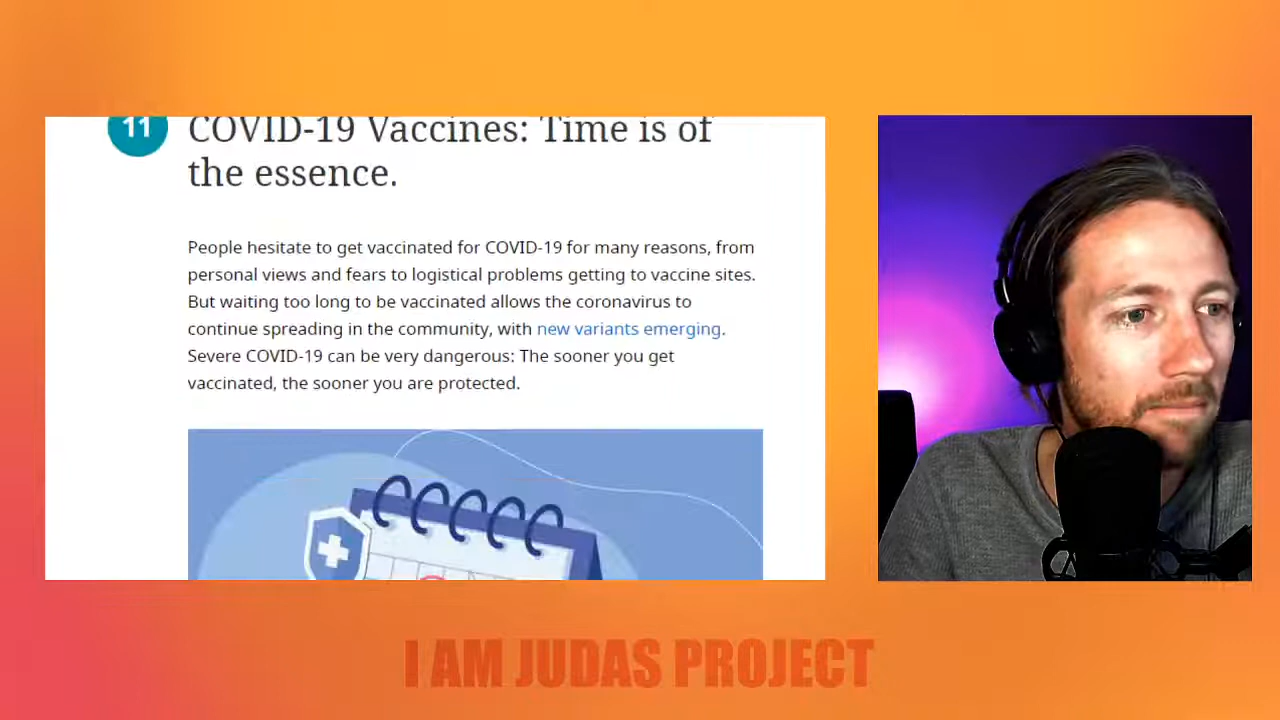 11
COVID-19 Vaccines: Time is of
the essence.
People hesitate to get vaccinated for COVID-19 for many reasons, from
personal views and fears to logistical problems getting to vaccine sites.
But waiting too long to be vaccinated allows the coronavirus to
continue spreading in the community, with new variants emerging.
Severe COVID-19 can be very dangerous: The sooner you get
vaccinated, the sooner you are protected.
I AM JUDAS PROJECT